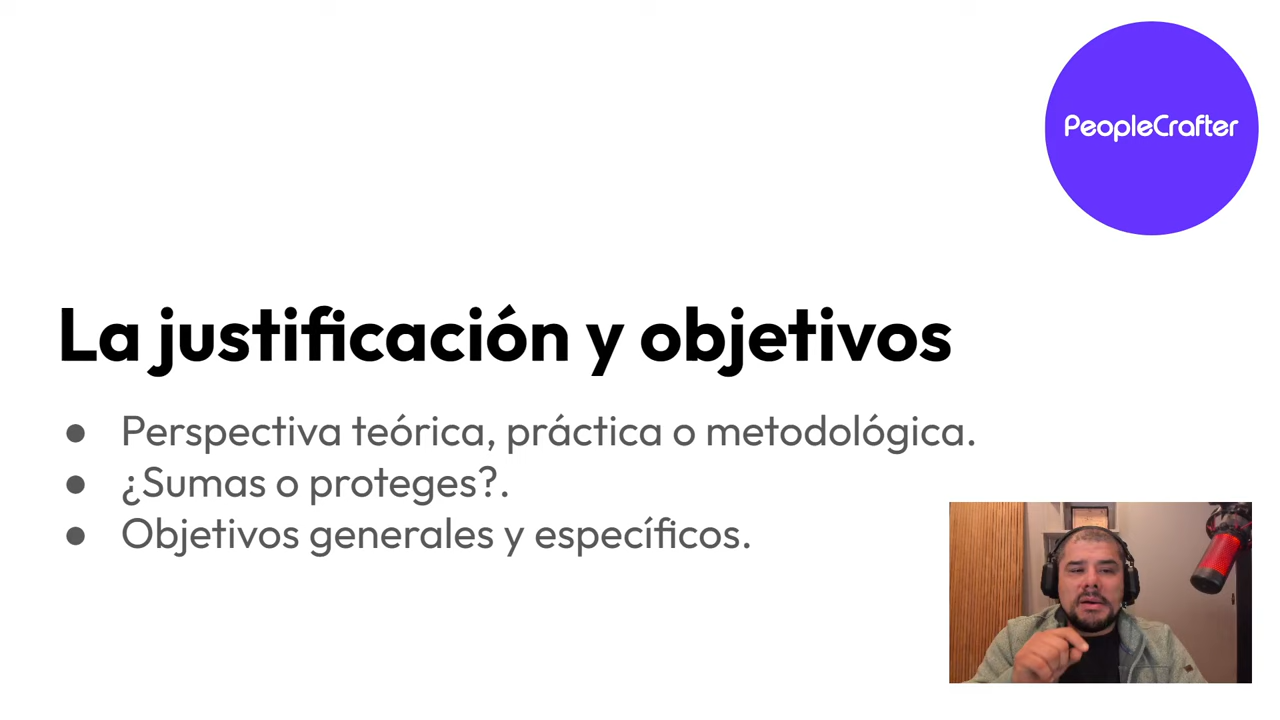 PeopleCrafter
La justificación y objetivos
● Perspectiva teórica, práctica o metodológica.
● ¿Sumas o proteges?.
● Objetivos generales y específicos.